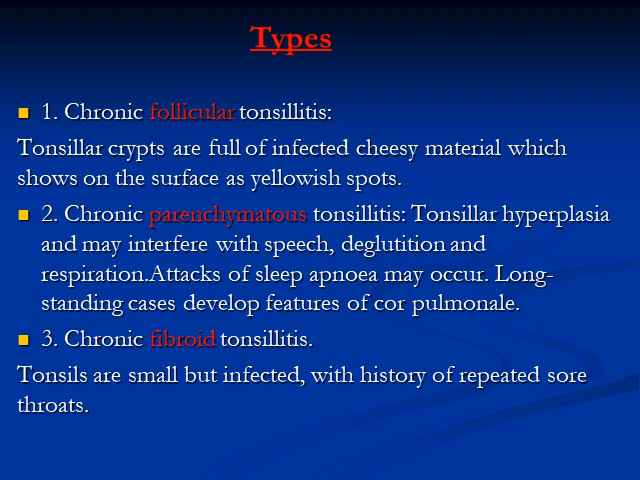 Types
1. Chronic follicular tonsillitis:
Tonsillar crypts are full of infected cheesy material which
shows on the surface as yellowish spots.
2. Chronic parenchymatous tonsillitis: Tonsillar hyperplasia
and may interfere with speech, deglutition and
respiration.Attacks of sleep apnoea may occur. Long-
standing cases develop features of cor pulmonale.
3. Chronic fibroid tonsillitis.
Tonsils are small but infected, with history of repeated sore
throats.